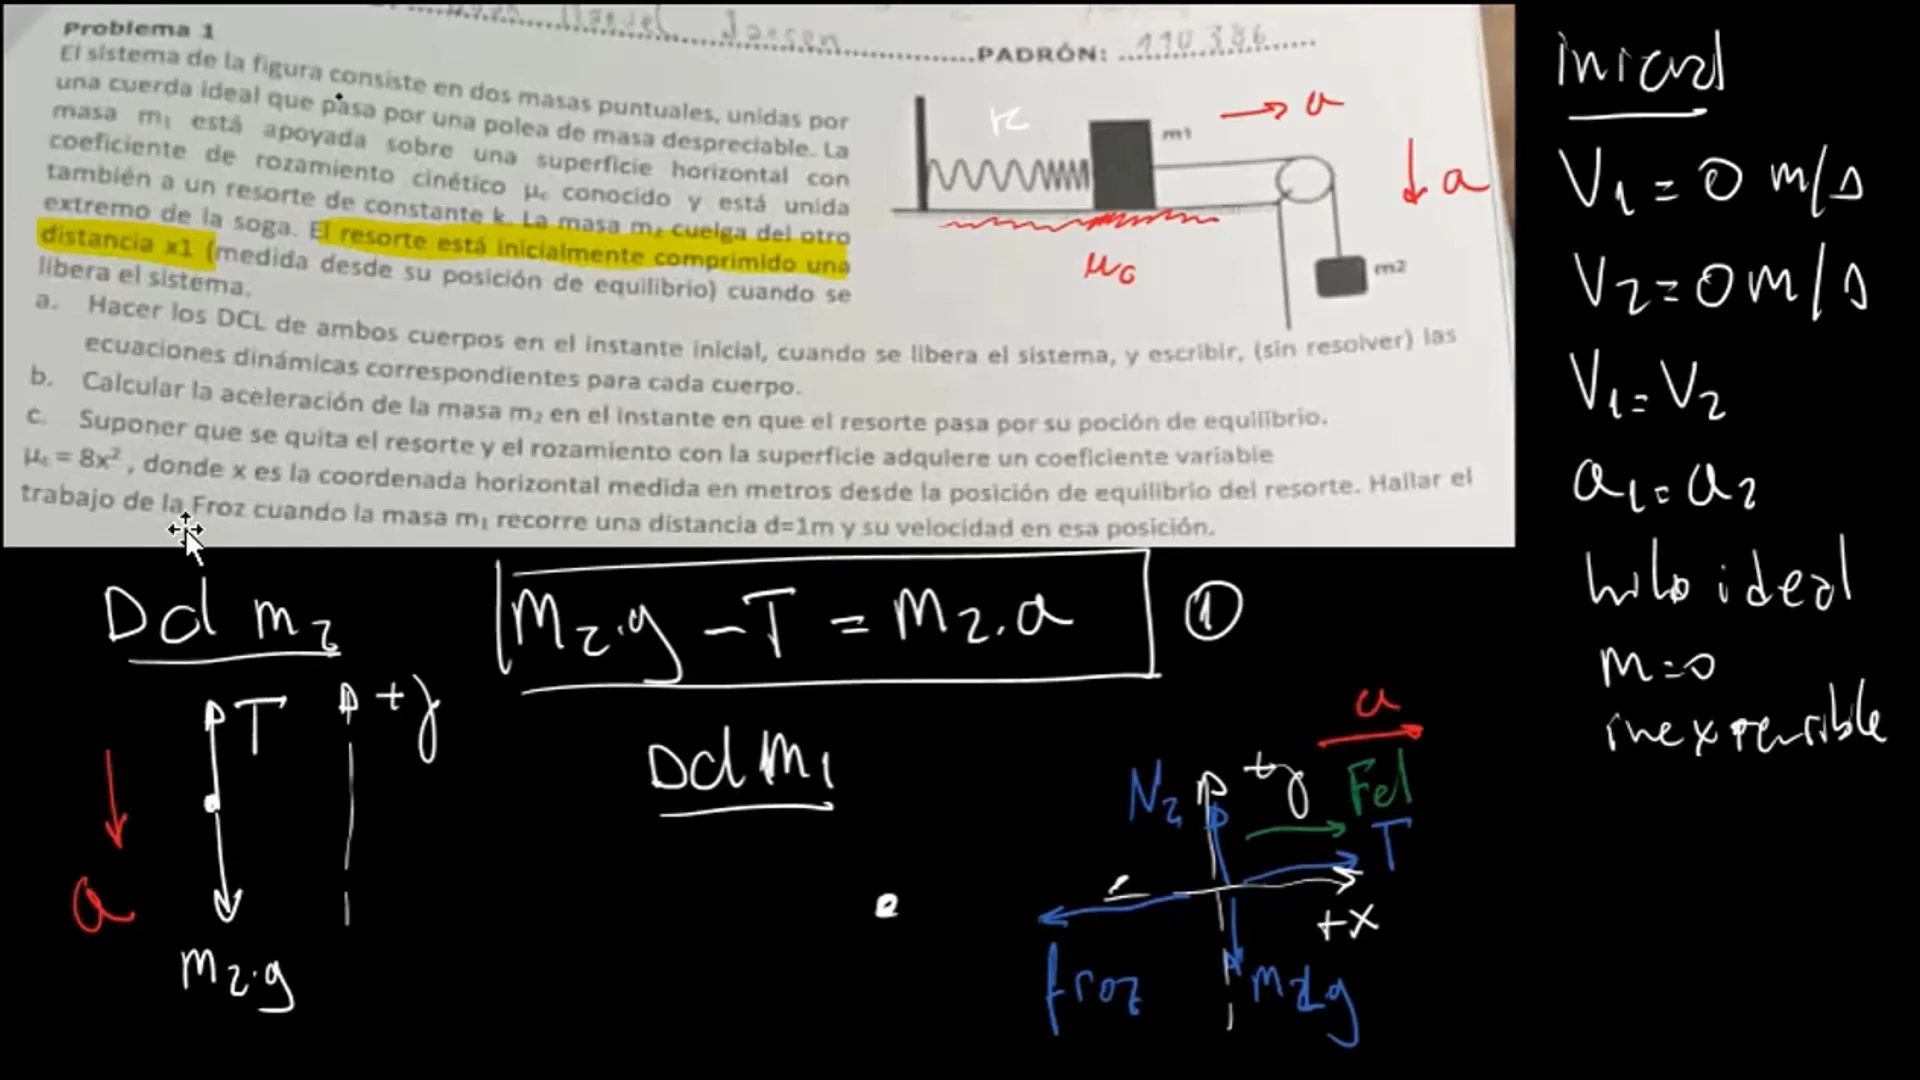 Problema 1
El sistema de la figura consiste en dos masas puntuales, unidas por
una cuerda ideal que pasa por una polea de masa despreciable. La
masa m₁ está apoyada sobre una superficie horizontal con
coeficiente de rozamiento cinético μc conocido y está unida
también a un resorte de constante k. La masa m₂ cuelga del otro
extremo de la soga. El resorte está inicialmente comprimido una
distancia x1 (medida desde su posición de equilibrio) cuando se
libera el sistema.
a. Hacer los DCL de ambos cuerpos en el instante inicial, cuando se libera el sistema, y escribir, (sin resolver) las
ecuaciones dinámicas correspondientes para cada cuerpo.
b. Calcular la aceleración de la masa m₂ en el instante en que el resorte pasa por su poción de equilibrio.
c. Suponer que se quita el resorte y el rozamiento con la superficie adquiere un coeficiente variable
μc = 8x² , donde x es la coordenada horizontal medida en metros desde la posición de equilibrio del resorte. Hallar el
trabajo de la Froz cuando la masa m₁ recorre una distancia d=1m y su velocidad en esa posición.
PADRÓN: 110.386
K
m1
a
a
m2
inicial
V₁ = 0 m/s
V₂ = 0 m/s
V₁ = V₂
a₁ = a₂
hilo ideal
m=0
Dcl m₂
m₂.g - T = m₂.a
①
T
+y
a
m₂.g
Dcl m₁
a
+y
Fel
T
+x
froz